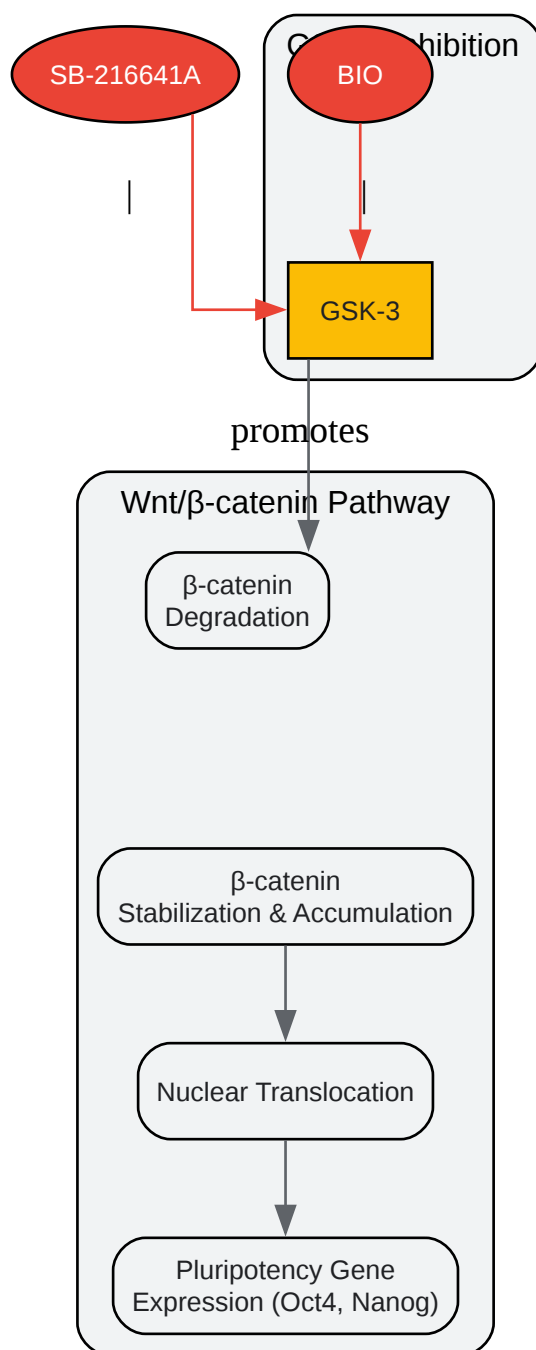 SB-216641A
BIO
|
|
GSK-3
promotes
Wnt/β-catenin Pathway
β-catenin
Degradation
β-catenin
Stabilization & Accumulation
Nuclear Translocation
Pluripotency Gene
Expression (Oct4, Nanog)